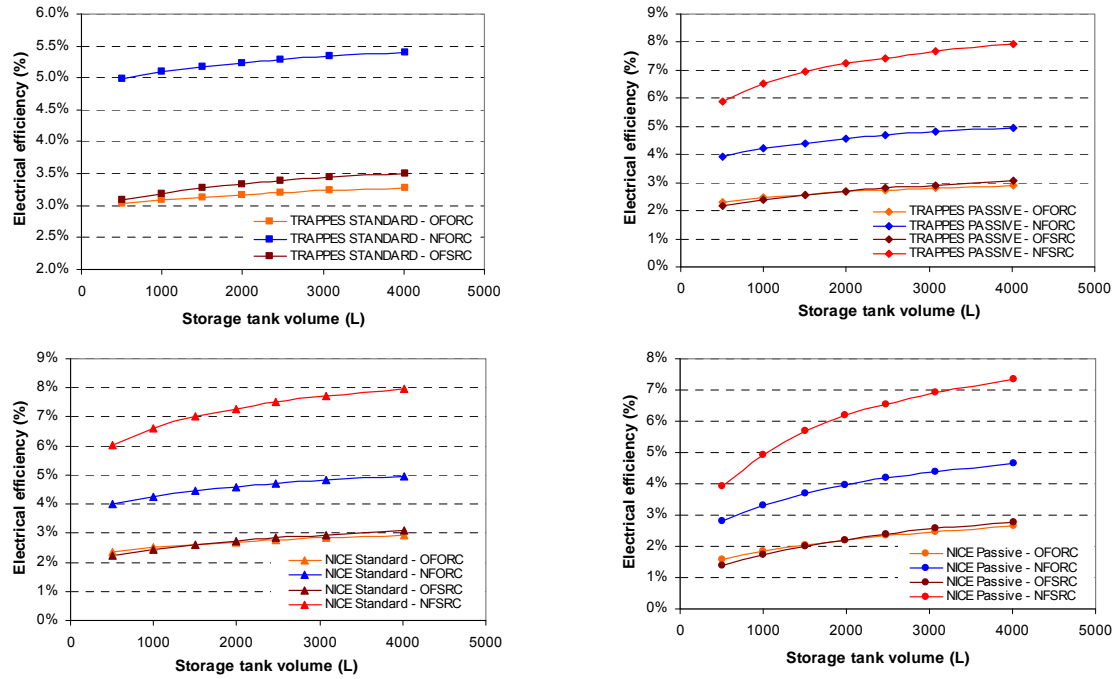 6.0%
5.5%
5.0%
4.5%
4.0%
3.5%
3.0%
2.5%
2.0%
Electrical efficiency (%)
TRAPPES STANDARD - OFORC
TRAPPES STANDARD - NFORC
TRAPPES STANDARD - OFSRC
0 1000 2000 3000 4000 5000
Storage tank volume (L)
9%
8%
7%
6%
5%
4%
3%
2%
1%
0%
Electrical efficiency (%)
TRAPPES PASSIVE - OFORC
TRAPPES PASSIVE - NFORC
TRAPPES PASSIVE - OFSRC
TRAPPES PASSIVE - NFSRC
0 1000 2000 3000 4000 5000
Storage tank volume (L)
9%
8%
7%
6%
5%
4%
3%
2%
1%
0%
Electrical efficiency (%)
NICE Standard - OFORC
NICE Standard - NFORC
NICE Standard - OFSRC
NICE Standard - NFSRC
0 1000 2000 3000 4000 5000
Storage tank volume (L)
8%
7%
6%
5%
4%
3%
2%
1%
0%
Electrical efficiency (%)
NICE Passive - OFORC
NICE Passive - NFORC
NICE Passive - OFSRC
NICE Passive - NFSRC
0 1000 2000 3000 4000 5000
Storage tank volume (L)